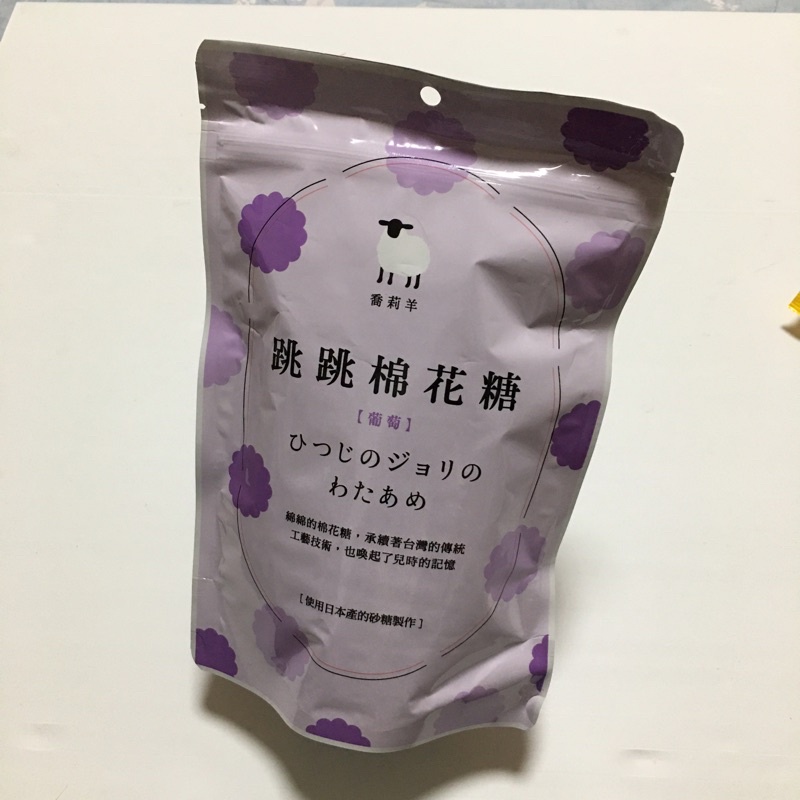 喬莉羊
跳跳棉花糖
【葡萄】
ひつじのジョリの
わたあめ
綿綿的棉花糖，承續著台灣的傳統
工藝技術，也喚起了兒時的記憶
［使用日本產的砂糖製作］